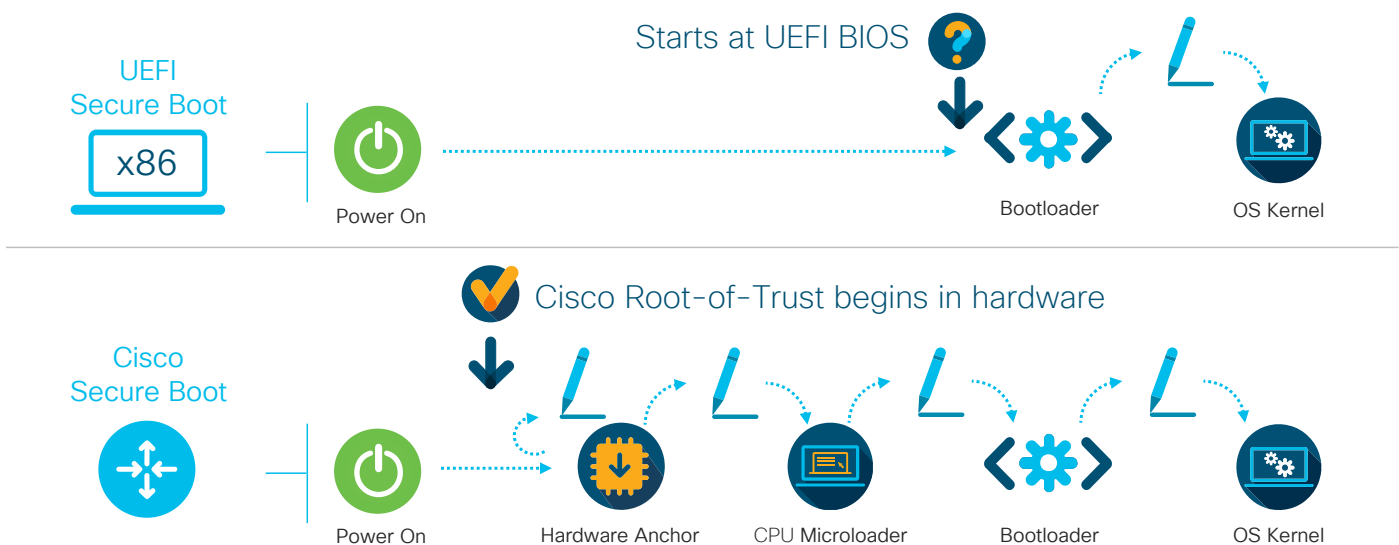 Starts at UEFI BIOS
UEFI
Secure Boot
x86
Power On
Bootloader
OS Kernel
Cisco Root-of-Trust begins in hardware
Cisco
Secure Boot
Power On
Hardware Anchor
CPU Microloader
Bootloader
OS Kernel